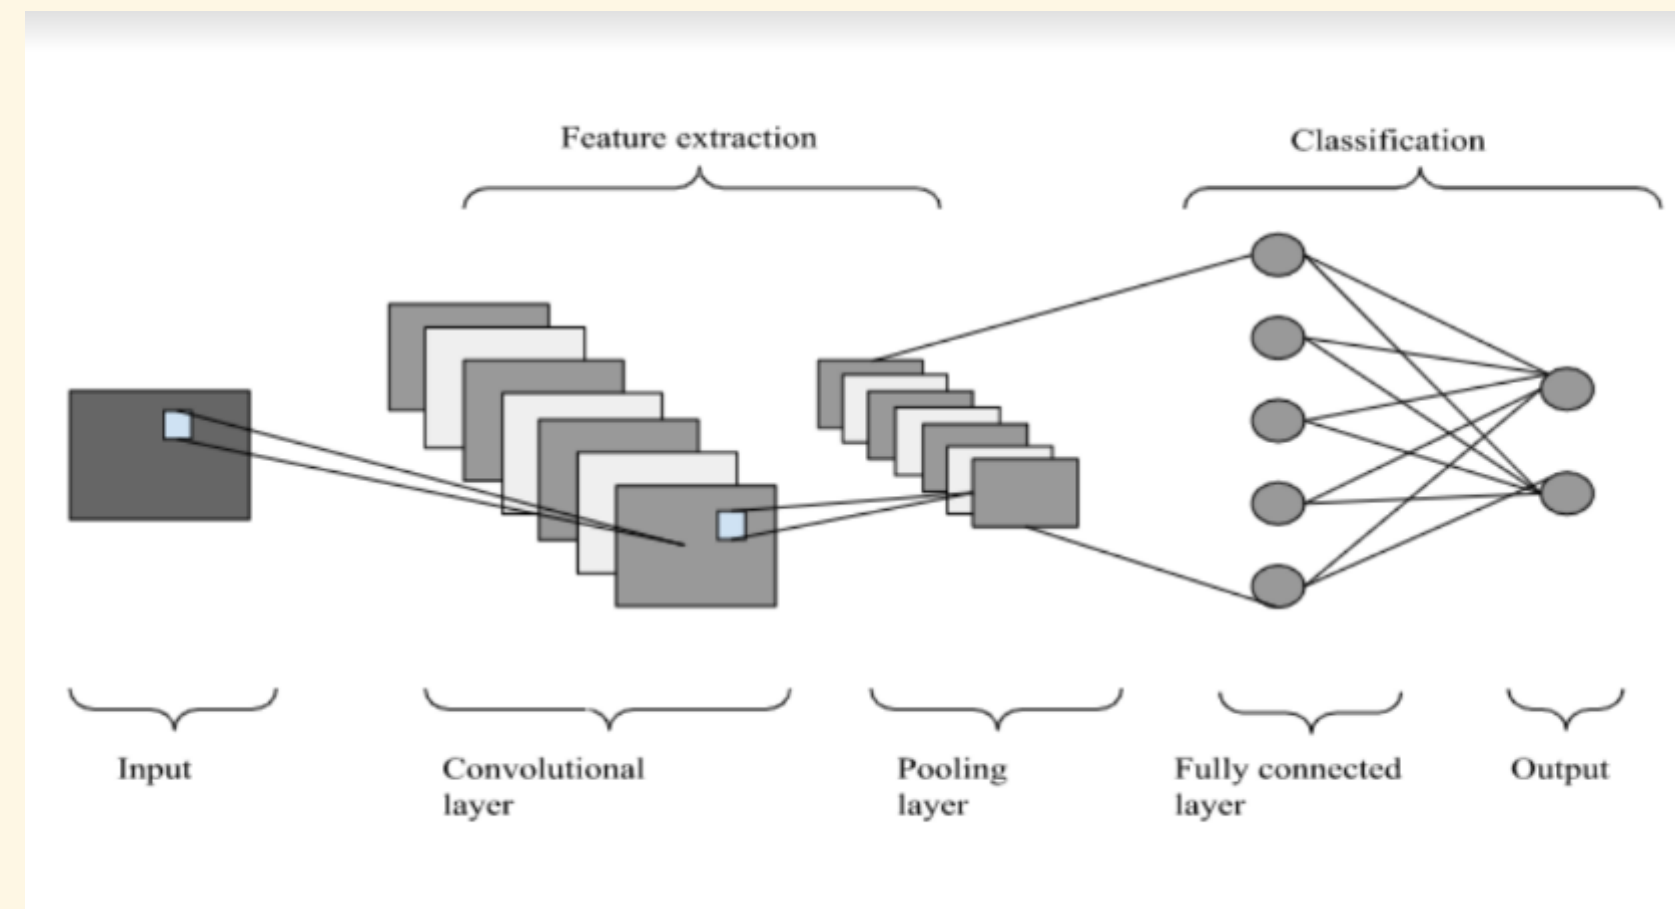 Feature extraction
Classification
Input
Convolutional
layer
Pooling
layer
Fully connected
layer
Output